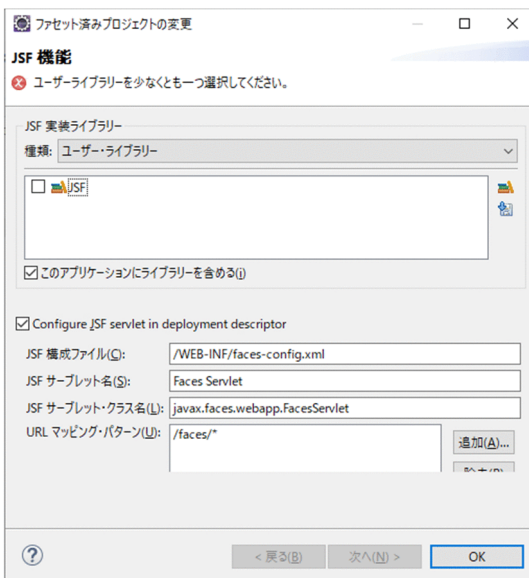 ファセット済みプロジェクトの変更
JSF 機能
ユーザーライブラリーを少なくとも一つ選択してください。
JSF 実装ライブラリー
種類: ユーザー・ライブラリー
JSF
このアプリケーションにライブラリーを含める(i)
Configure JSF servlet in deployment descriptor
JSF 構成ファイル(C): /WEB-INF/faces-config.xml
JSF サーブレット名(S): Faces Servlet
JSF サーブレット・クラス名(L): javax.faces.webapp.FacesServlet
URL マッピング・パターン(U): /faces/*
追加(A)...
< 戻る(B) 次へ(N) > OK